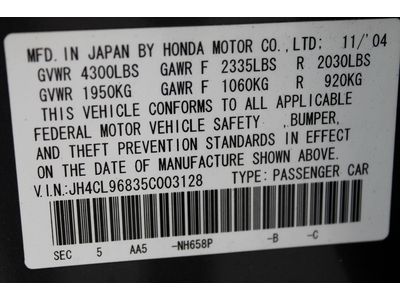 MFD. IN JAPAN BY HONDA MOTOR CO.,LTD: 11/'04
GVWR 4300LBS GAWR F 2335LBS R 2030LBS
GVWR 1950KG GAWR F 1060KG R 920KG
THIS VEHICLE CONFORMS TO ALL APPLICABLE
FEDERAL MOTOR VEHICLE SAFETY ,BUMPER,
AND THEFT PREVENTION STANDARDS IN EFFECT
ON THE DATE OF MANUFACTURE SHOWN ABOVE.
V.I.N:JH4CL96835C003128 TYPE: PASSENGER CAR
SEC 5 AA5 -NH658P -B -C